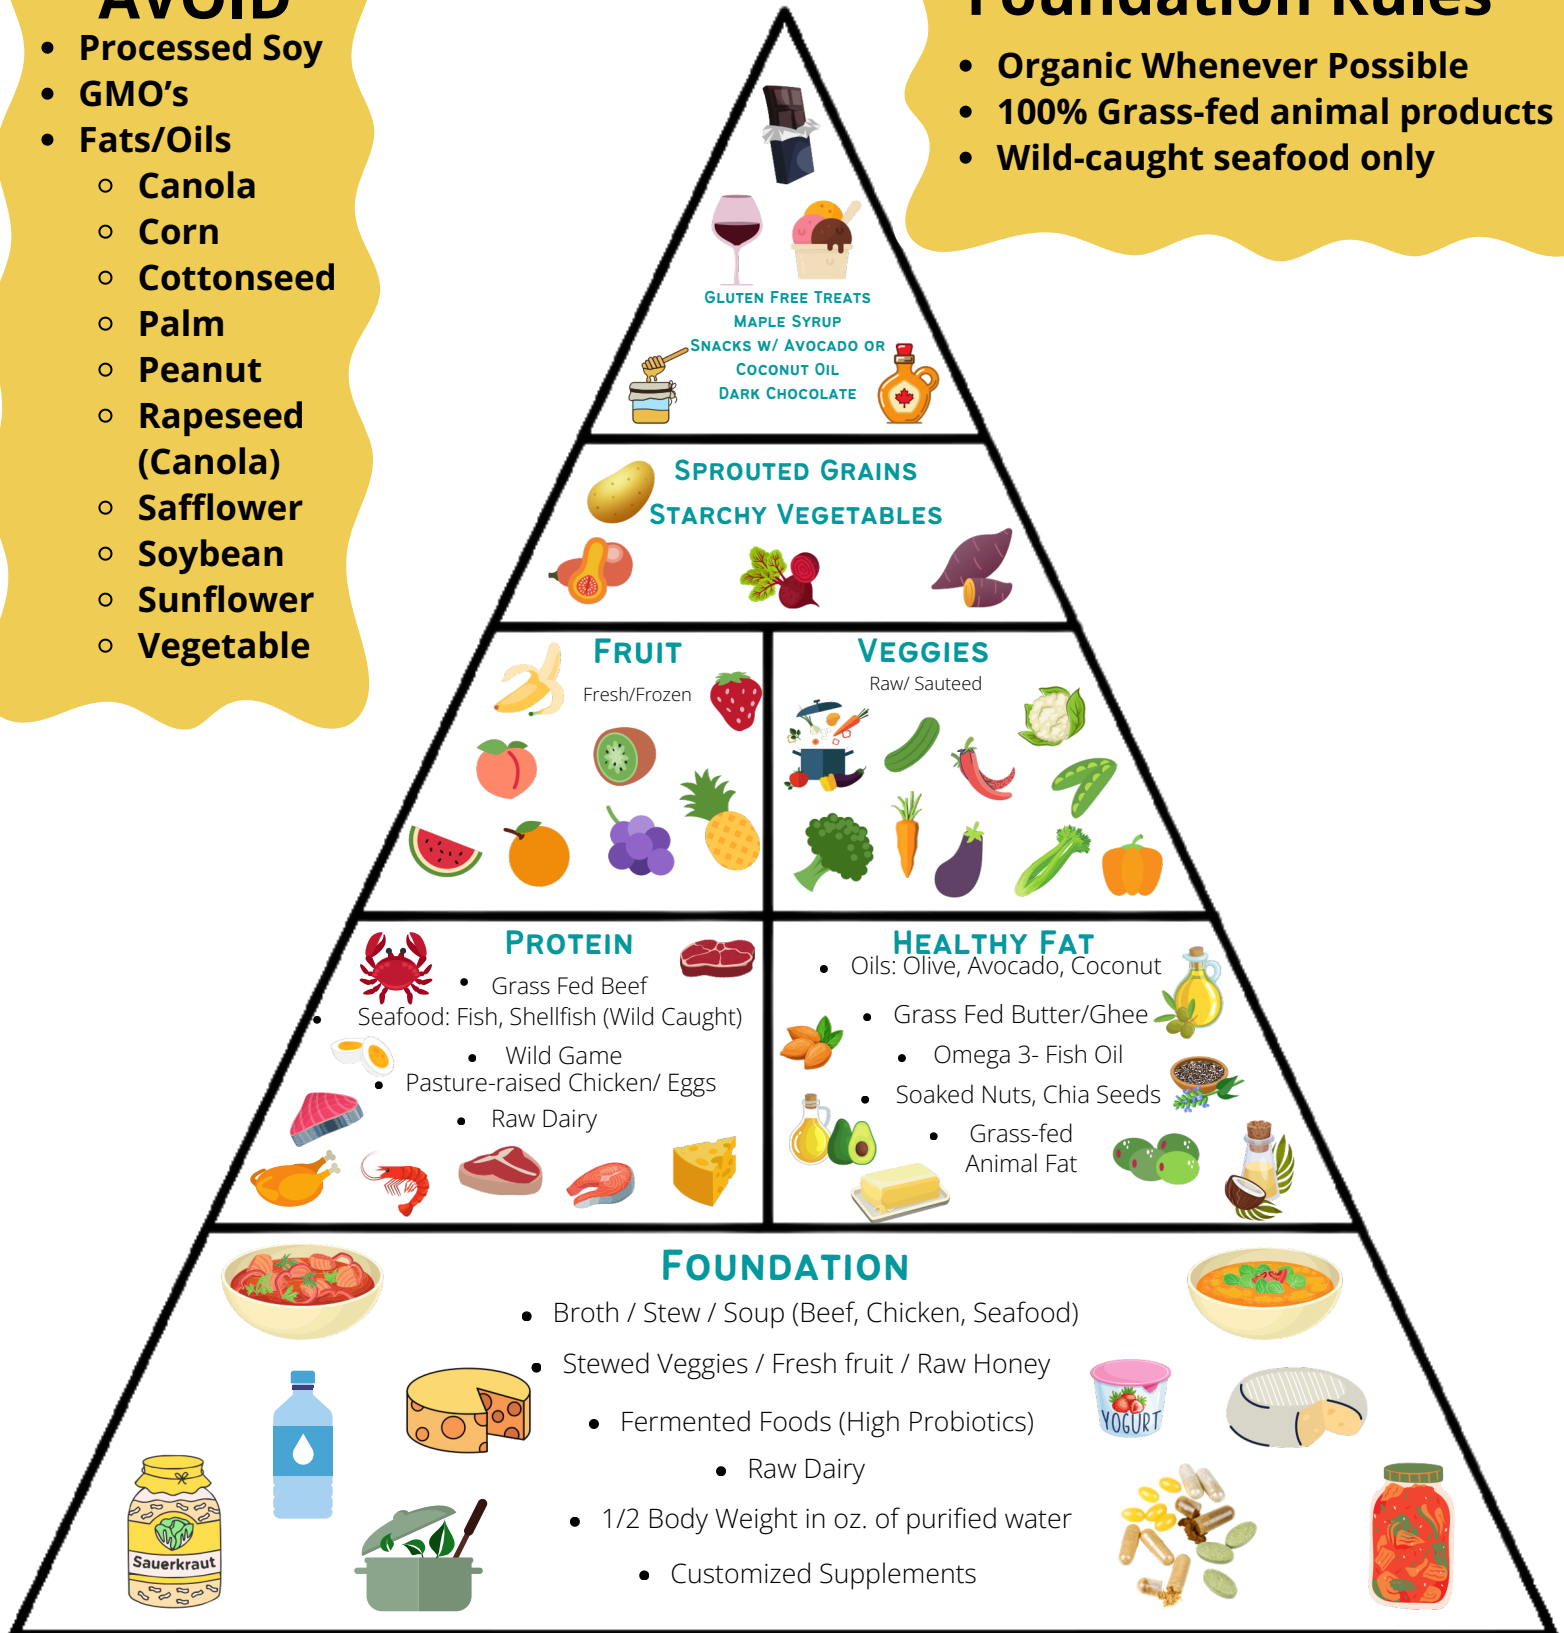 AVOID
Processed Soy
GMO’s
Fats/Oils
Canola
Corn
Cottonseed
Palm
Peanut
Rapeseed
(Canola)
Safflower
Soybean
Sunflower
Vegetable
Foundation Rules
Organic Whenever Possible
100% Grass-fed animal products
Wild-caught seafood only
Gluten Free Treats
Maple Syrup
Snacks w/ Avocado or
Coconut Oil
Dark Chocolate
Sprouted Grains
Starchy Vegetables
Fruit
Fresh/Frozen
Veggies
Raw/ Sauteed
Protein
Grass Fed Beef
Seafood: Fish, Shellfish (Wild Caught)
Wild Game
Pasture-raised Chicken/ Eggs
Raw Dairy
Healthy Fat
Oils: Olive, Avocado, Coconut
Grass Fed Butter/Ghee
Omega 3- Fish Oil
Soaked Nuts, Chia Seeds
Grass-fed
Animal Fat
Foundation
Broth / Stew / Soup (Beef, Chicken, Seafood)
Stewed Veggies / Fresh fruit / Raw Honey
Fermented Foods (High Probiotics)
Raw Dairy
1/2 Body Weight in oz. of purified water
Customized Supplements
YOGURT
Sauerkraut